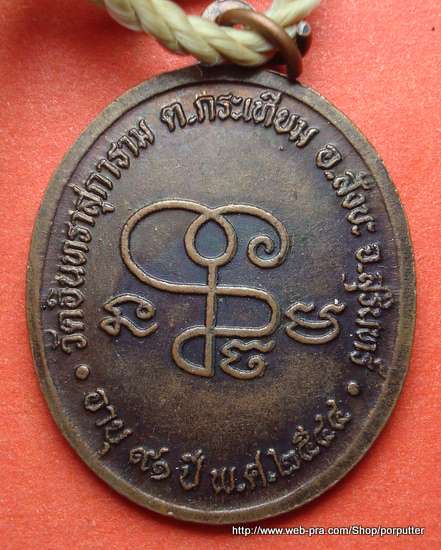 วัดอินทราสุการาม ต.กระเทียม อ.สังขะ จ.สุรินทร์
อายุ ๙๑ ปี พ.ศ.๒๕๔๔
http://www.web-pra.com/Shop/porputter